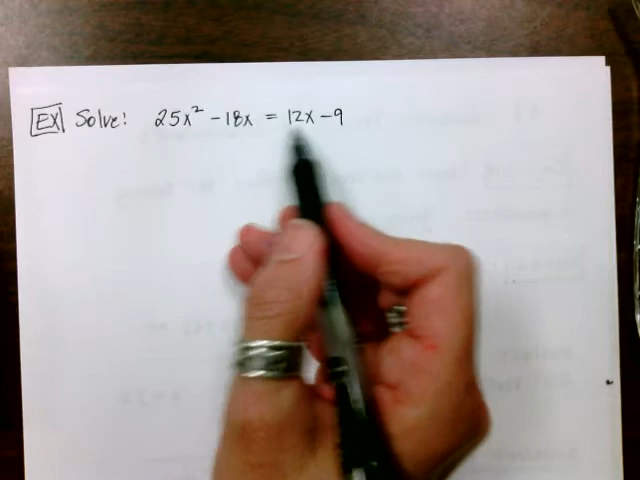 EX Solve! 25x² - 18x = 12x - 9